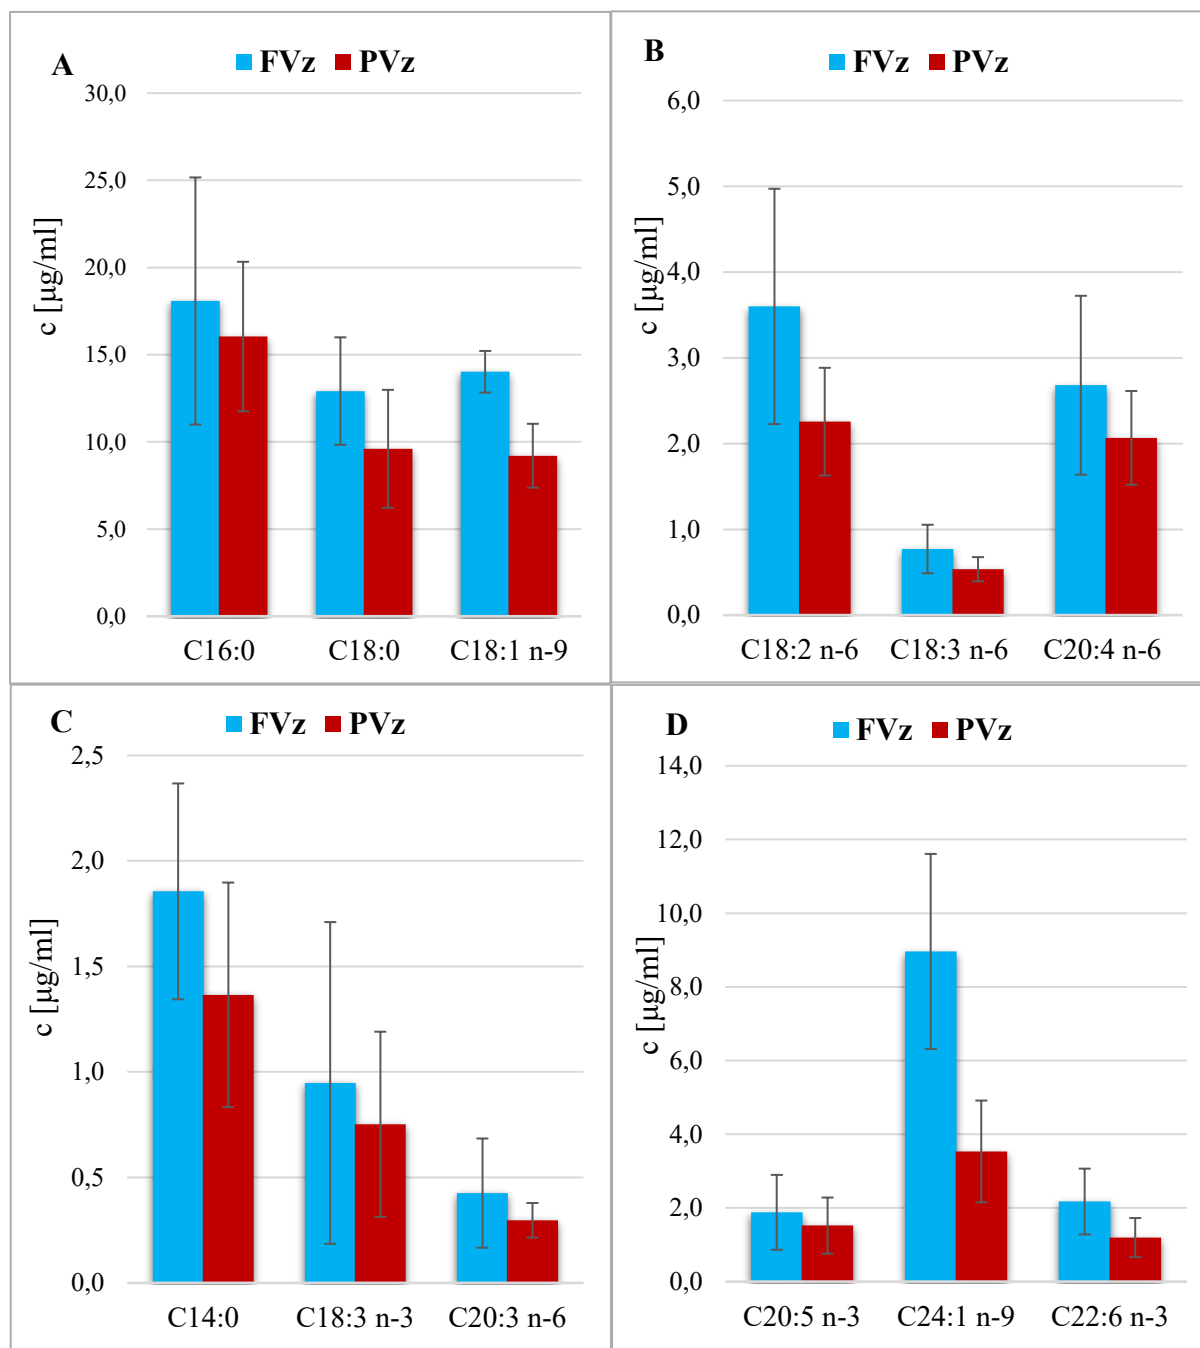 A
FVz PVz
30,0
25,0
20,0
15,0
10,0
5,0
0,0
c [µg/ml]
C16:0 C18:0 C18:1 n-9
B
FVz PVz
6,0
5,0
4,0
3,0
2,0
1,0
0,0
c [µg/ml]
C18:2 n-6 C18:3 n-6 C20:4 n-6
C
FVz PVz
2,5
2,0
1,5
1,0
0,5
0,0
c [µg/ml]
C14:0 C18:3 n-3 C20:3 n-6
D
FVz PVz
14,0
12,0
10,0
8,0
6,0
4,0
2,0
0,0
c [µg/ml]
C20:5 n-3 C24:1 n-9 C22:6 n-3